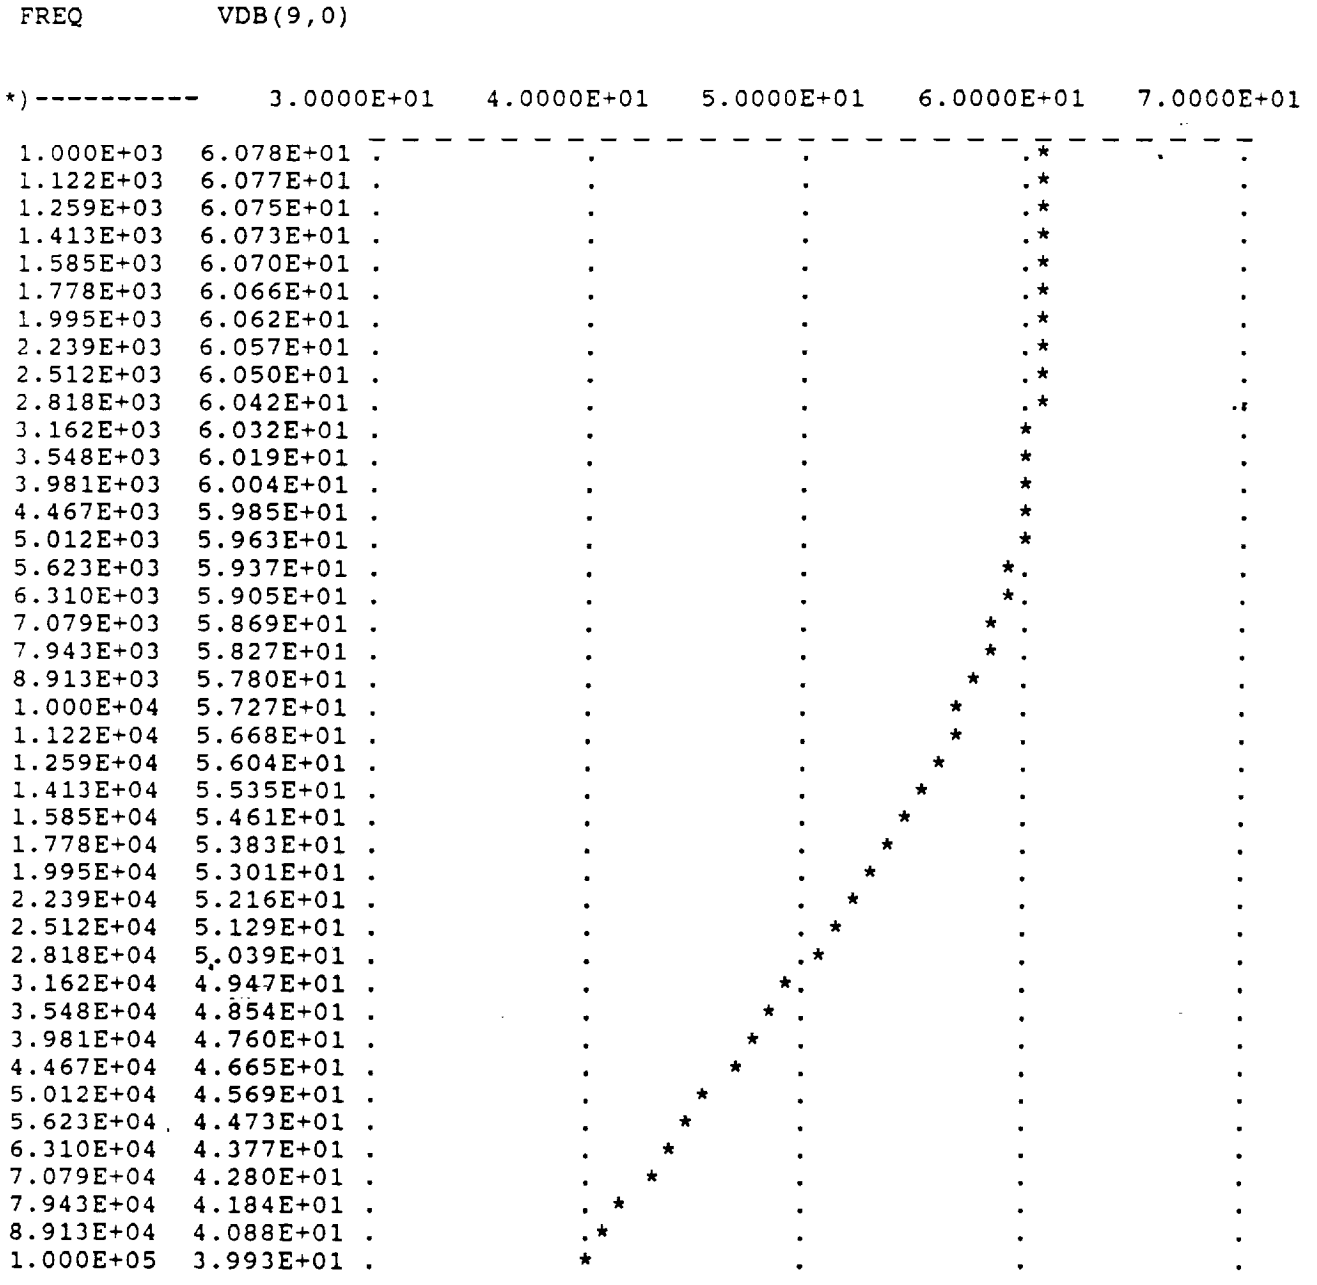 FREQ VDB(9,0)
*)---------- 3.0000E+01 4.0000E+01 5.0000E+01 6.0000E+01 7.0000E+01
- - - - - - - - - - - - - - - - - - - - - - - - - - -
1.000E+03 6.078E+01 . . . . * .
1.122E+03 6.077E+01 . . . . * .
1.259E+03 6.075E+01 . . . . * .
1.413E+03 6.073E+01 . . . . * .
1.585E+03 6.070E+01 . . . . * .
1.778E+03 6.066E+01 . . . . * .
1.995E+03 6.062E+01 . . . . * .
2.239E+03 6.057E+01 . . . . * .
2.512E+03 6.050E+01 . . . . * .
2.818E+03 6.042E+01 . . . . * .
3.162E+03 6.032E+01 . . . * .
3.548E+03 6.019E+01 . . . * .
3.981E+03 6.004E+01 . . . * .
4.467E+03 5.985E+01 . . . * .
5.012E+03 5.963E+01 . . . * .
5.623E+03 5.937E+01 . . . * . .
6.310E+03 5.905E+01 . . . * . .
7.079E+03 5.869E+01 . . . * . .
7.943E+03 5.827E+01 . . . * . .
8.913E+03 5.780E+01 . . . * . .
1.000E+04 5.727E+01 . . . * . .
1.122E+04 5.668E+01 . . . * . .
1.259E+04 5.604E+01 . . . * . .
1.413E+04 5.535E+01 . . . * . .
1.585E+04 5.461E+01 . . . * . .
1.778E+04 5.383E+01 . . . * . .
1.995E+04 5.301E+01 . . . * . .
2.239E+04 5.216E+01 . . . * . .
2.512E+04 5.129E+01 . . . * . .
2.818E+04 5.039E+01 . . . * . .
3.162E+04 4.947E+01 . . * . . .
3.548E+04 4.854E+01 . . * . . .
3.981E+04 4.760E+01 . . * . . .
4.467E+04 4.665E+01 . . * . . .
5.012E+04 4.569E+01 . . * . . .
5.623E+04 4.473E+01 . . * . . .
6.310E+04 4.377E+01 . . * . . .
7.079E+04 4.280E+01 . . * . . .
7.943E+04 4.184E+01 . . * . . .
8.913E+04 4.088E+01 . . * . . .
1.000E+05 3.993E+01 . * . . .